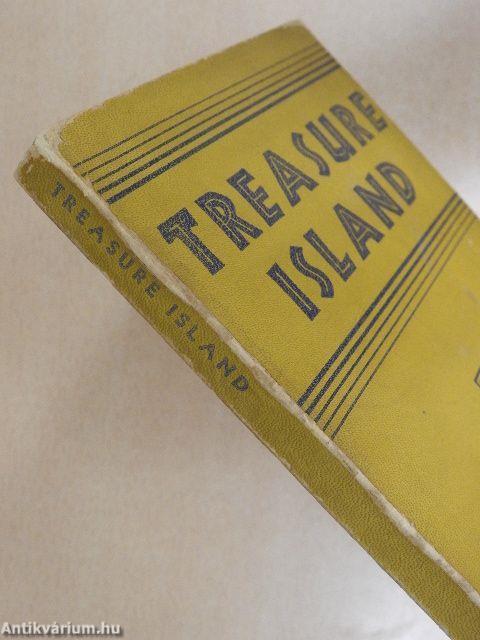 TREASURE
ISLAND
TREASURE ISLAND
Antikvárium.hu